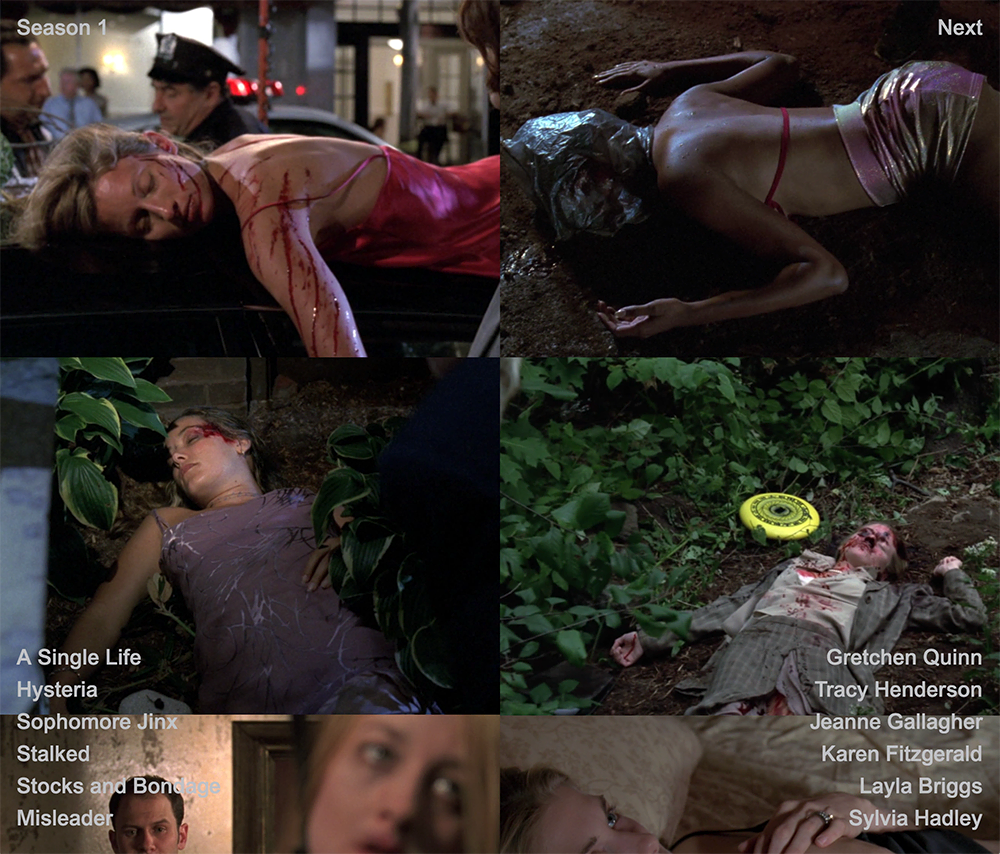 Season 1
Next
A Single Life
Gretchen Quinn
Hysteria
Tracy Henderson
Sophomore Jinx
Jeanne Gallagher
Stalked
Karen Fitzgerald
Stocks and Bondage
Layla Briggs
Misleader
Sylvia Hadley